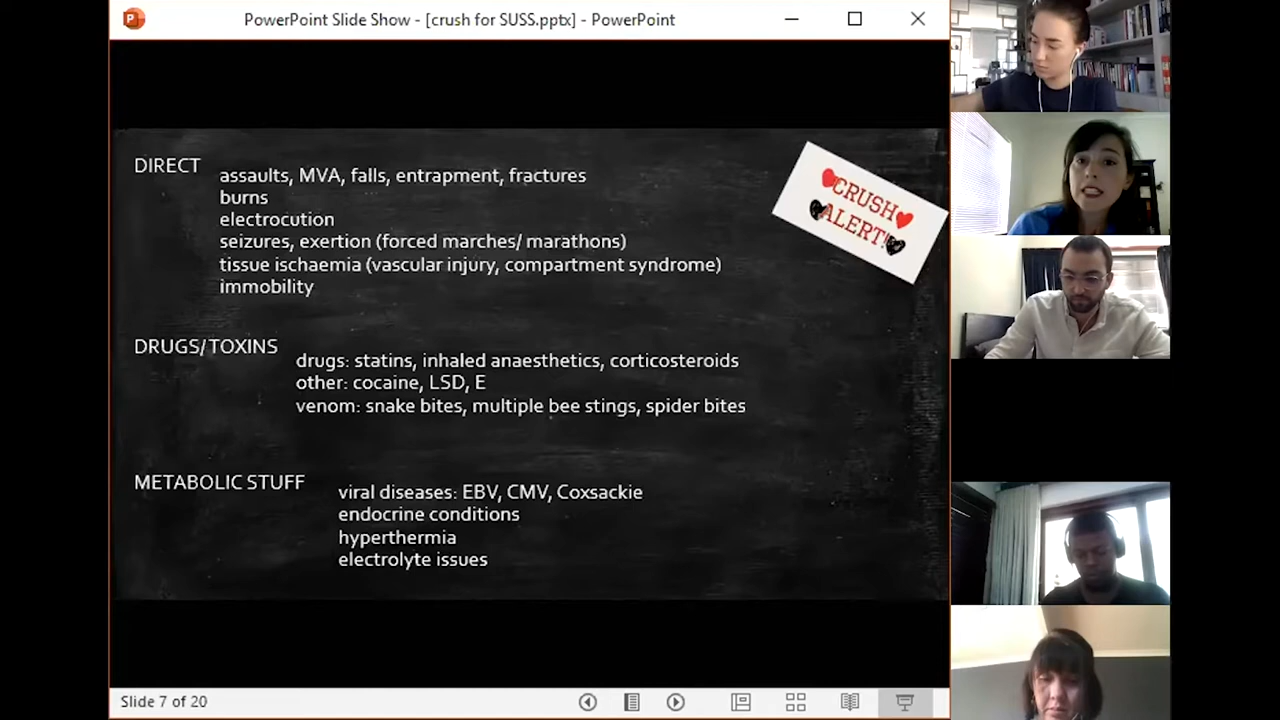 PowerPoint Slide Show - [crush for SUSS.pptx] - PowerPoint
DIRECT
assaults, MVA, falls, entrapment, fractures
burns
electrocution
seizures, exertion (forced marches/ marathons)
tissue ischaemia (vascular injury, compartment syndrome)
immobility
CRUSH
ALERT!
DRUGS/TOXINS
drugs: statins, inhaled anaesthetics, corticosteroids
other: cocaine, LSD, E
venom: snake bites, multiple bee stings, spider bites
METABOLIC STUFF
viral diseases: EBV, CMV, Coxsackie
endocrine conditions
hyperthermia
electrolyte issues
Slide 7 of 20